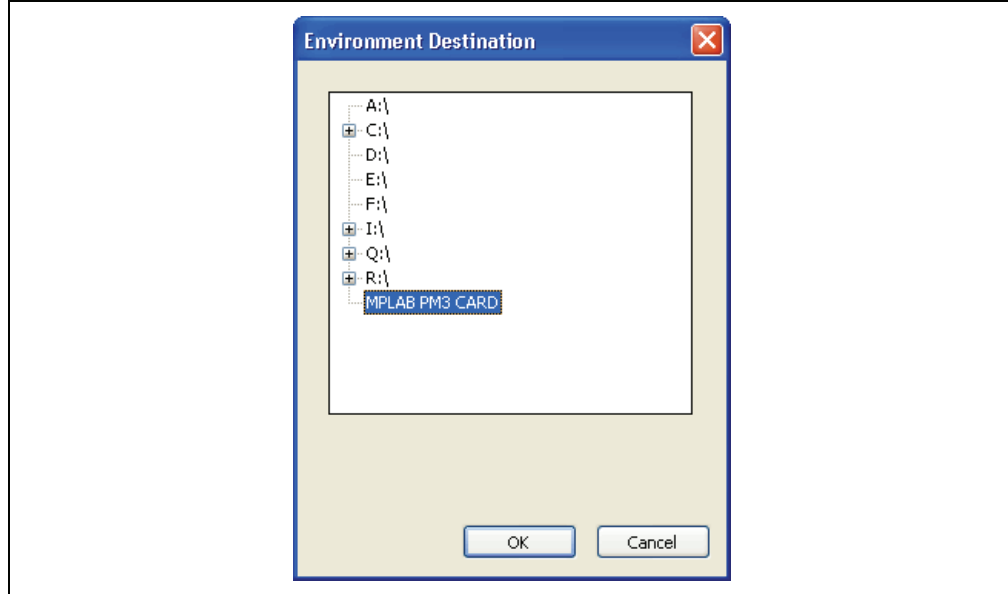 Environment Destination
A:\
C:\
D:\
E:\
F:\
I:\
Q:\
R:\
MPLAB PM3 CARD
OK
Cancel